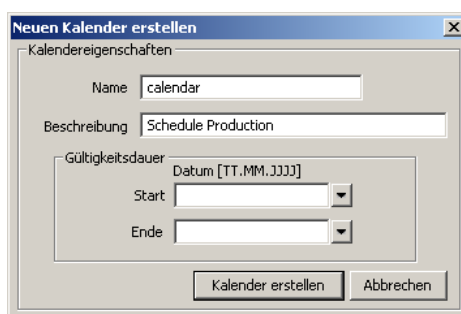 Neuen Kalender erstellen
Kalendereigenschaften
Name calendar
Beschreibung Schedule Production
Gültigkeitsdauer
Datum [TT.MM.JJJJ]
Start
Ende
Kalender erstellen Abbrechen